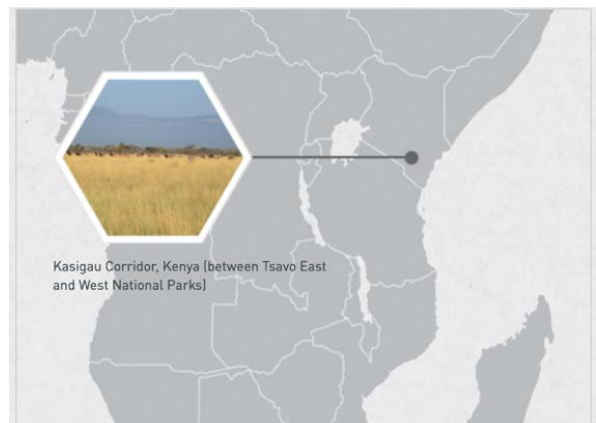 Kasigau Corridor, Kenya (between Tsavo East
and West National Parks)